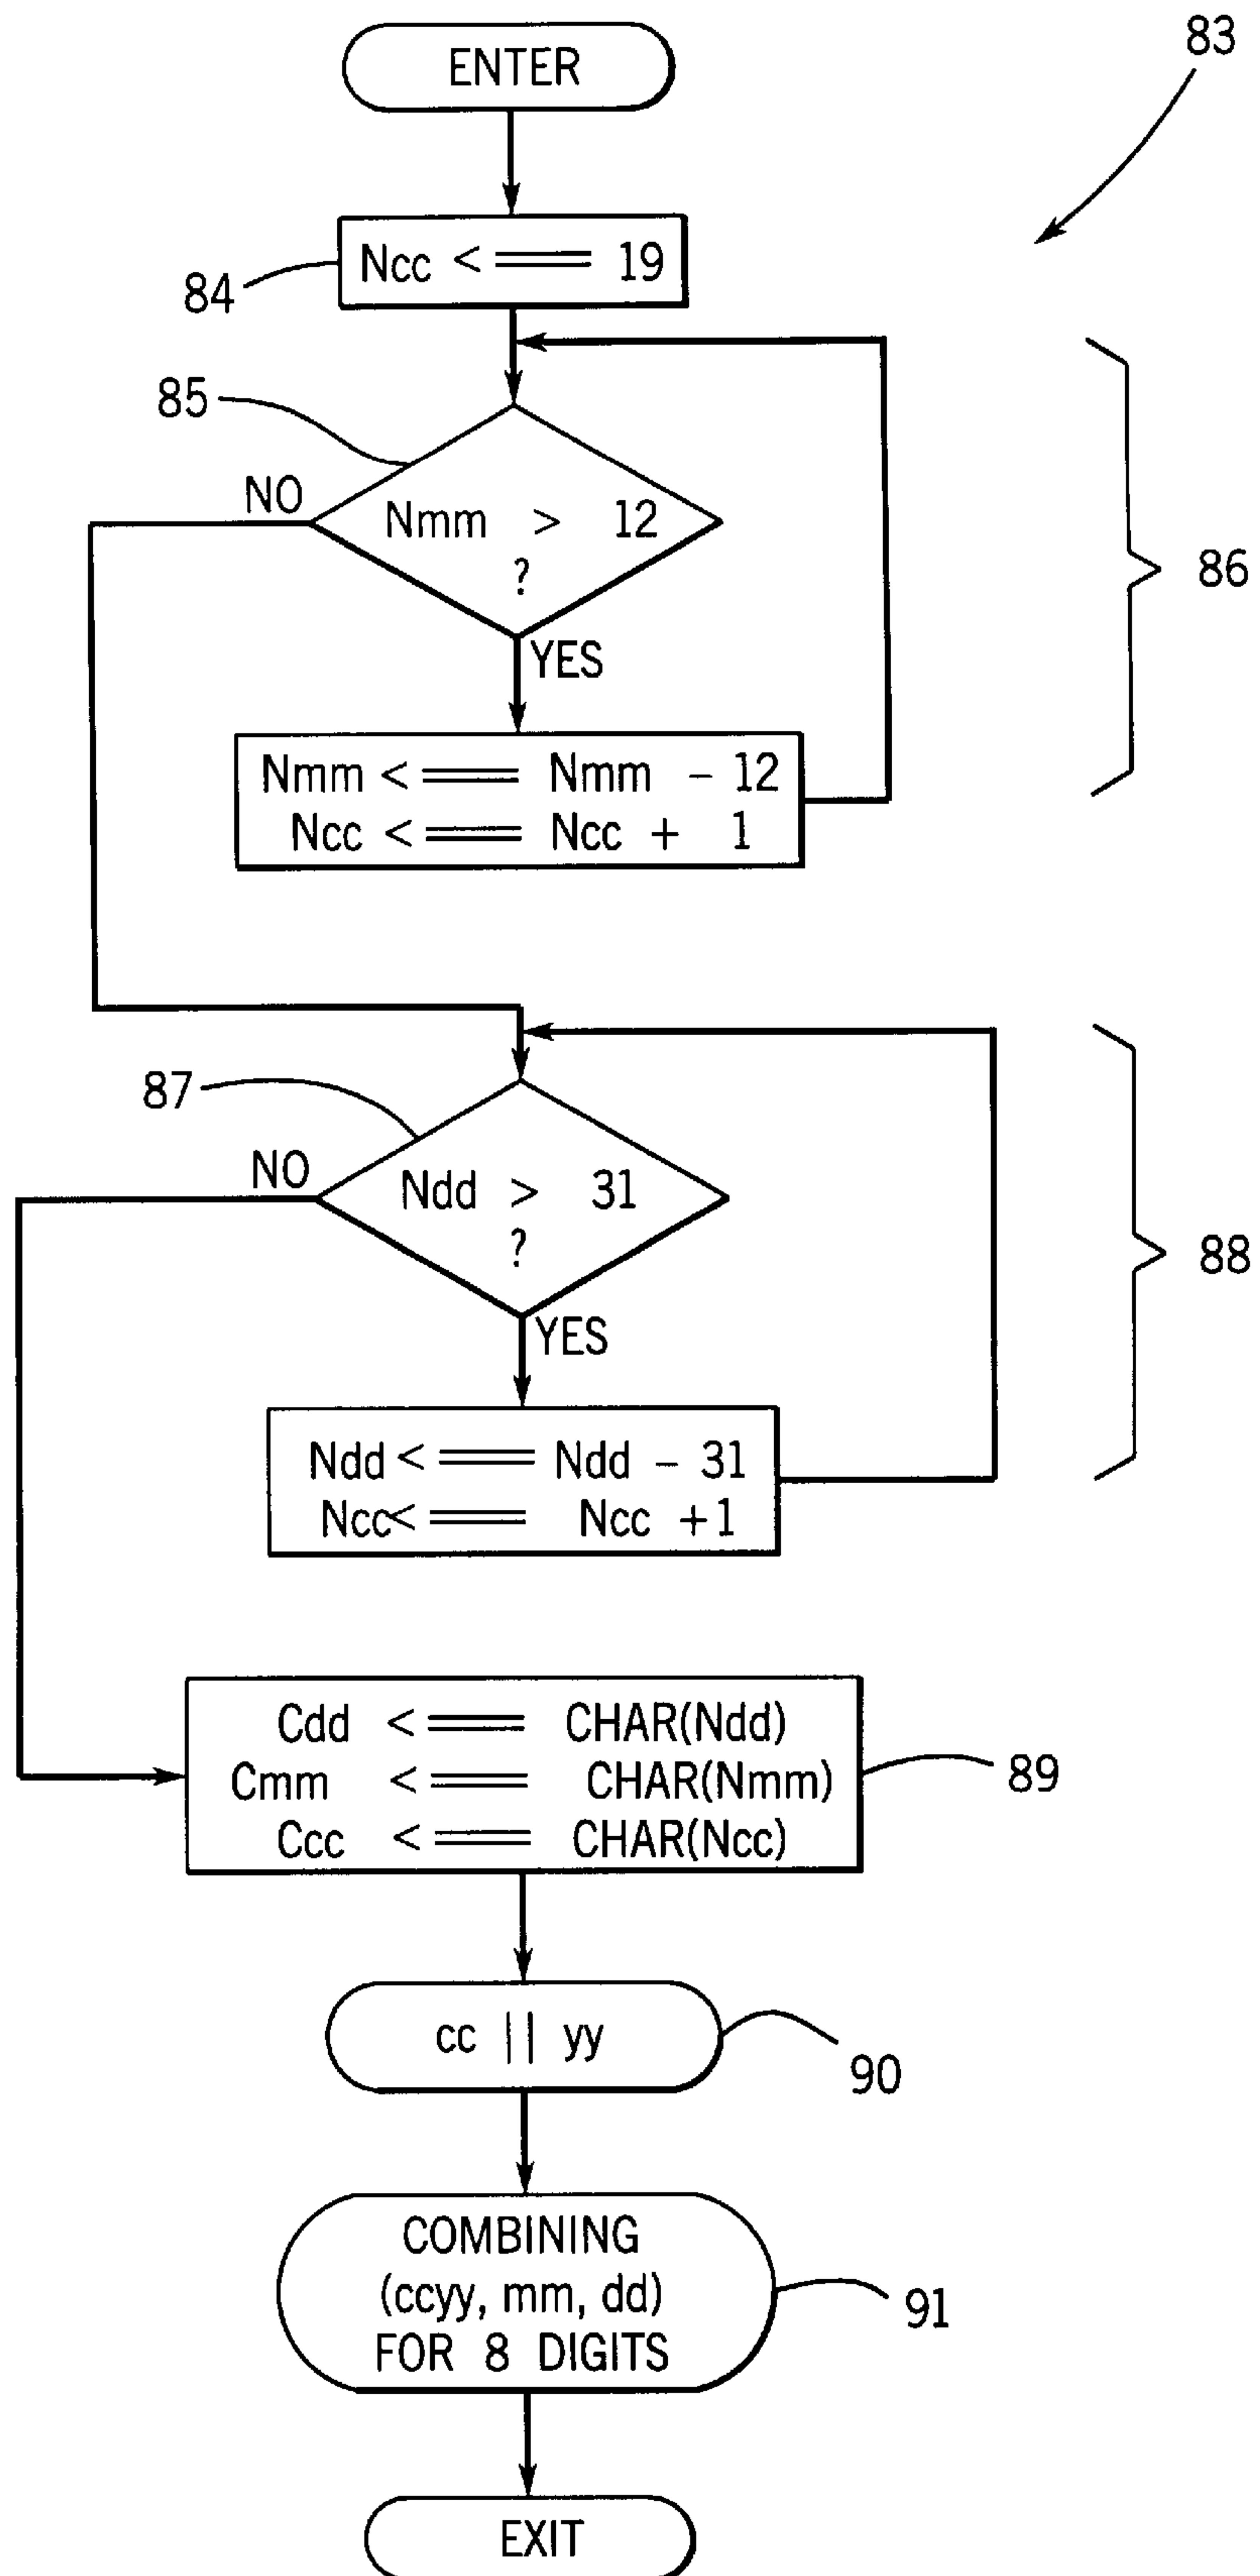 83
ENTER
84
Ncc <=== 19
85
NO
Nmm > 12
?
YES
86
Nmm <=== Nmm - 12
Ncc <=== Ncc + 1
87
NO
Ndd > 31
?
YES
88
Ndd <=== Ndd - 31
Ncc <=== Ncc +1
Cdd <=== CHAR(Ndd)
Cmm <=== CHAR(Nmm)
Ccc <=== CHAR(Ncc)
89
cc || yy
90
COMBINING
(ccyy, mm, dd)
FOR 8 DIGITS
91
EXIT